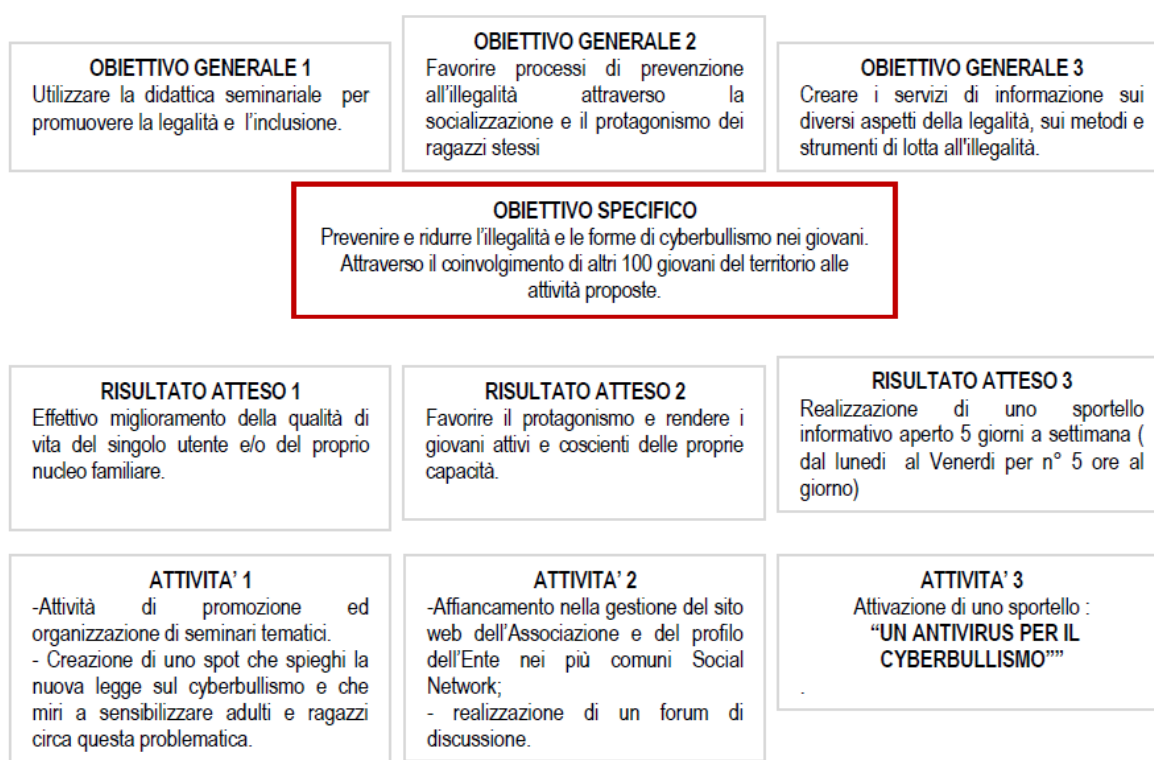 OBIETTIVO GENERALE 1
Utilizzare la didattica seminariale per
promuovere la legalità e l'inclusione.
OBIETTIVO GENERALE 2
Favorire processi di prevenzione
all'illegalità attraverso la
socializzazione e il protagonismo dei
ragazzi stessi
OBIETTIVO GENERALE 3
Creare i servizi di informazione sui
diversi aspetti della legalità, sui metodi e
strumenti di lotta all'illegalità.
OBIETTIVO SPECIFICO
Prevenire e ridurre l'illegalità e le forme di cyberbullismo nei giovani.
Attraverso il coinvolgimento di altri 100 giovani del territorio alle
attività proposte.
RISULTATO ATTESO 1
Effettivo miglioramento della qualità di
vita del singolo utente e/o del proprio
nucleo familiare.
RISULTATO ATTESO 2
Favorire il protagonismo e rendere i
giovani attivi e coscienti delle proprie
capacità.
RISULTATO ATTESO 3
Realizzazione di uno sportello
informativo aperto 5 giorni a settimana (
dal lunedi al Venerdi per n° 5 ore al
giorno)
ATTIVITA' 1
-Attività di promozione ed
organizzazione di seminari tematici.
- Creazione di uno spot che spieghi la
nuova legge sul cyberbullismo e che
miri a sensibilizzare adulti e ragazzi
circa questa problematica.
ATTIVITA' 2
-Affiancamento nella gestione del sito
web dell'Associazione e del profilo
dell'Ente nei più comuni Social
Network;
- realizzazione di un forum di
discussione.
ATTIVITA' 3
Attivazione di uno sportello :
"UN ANTIVIRUS PER IL
CYBERBULLISMO""
.